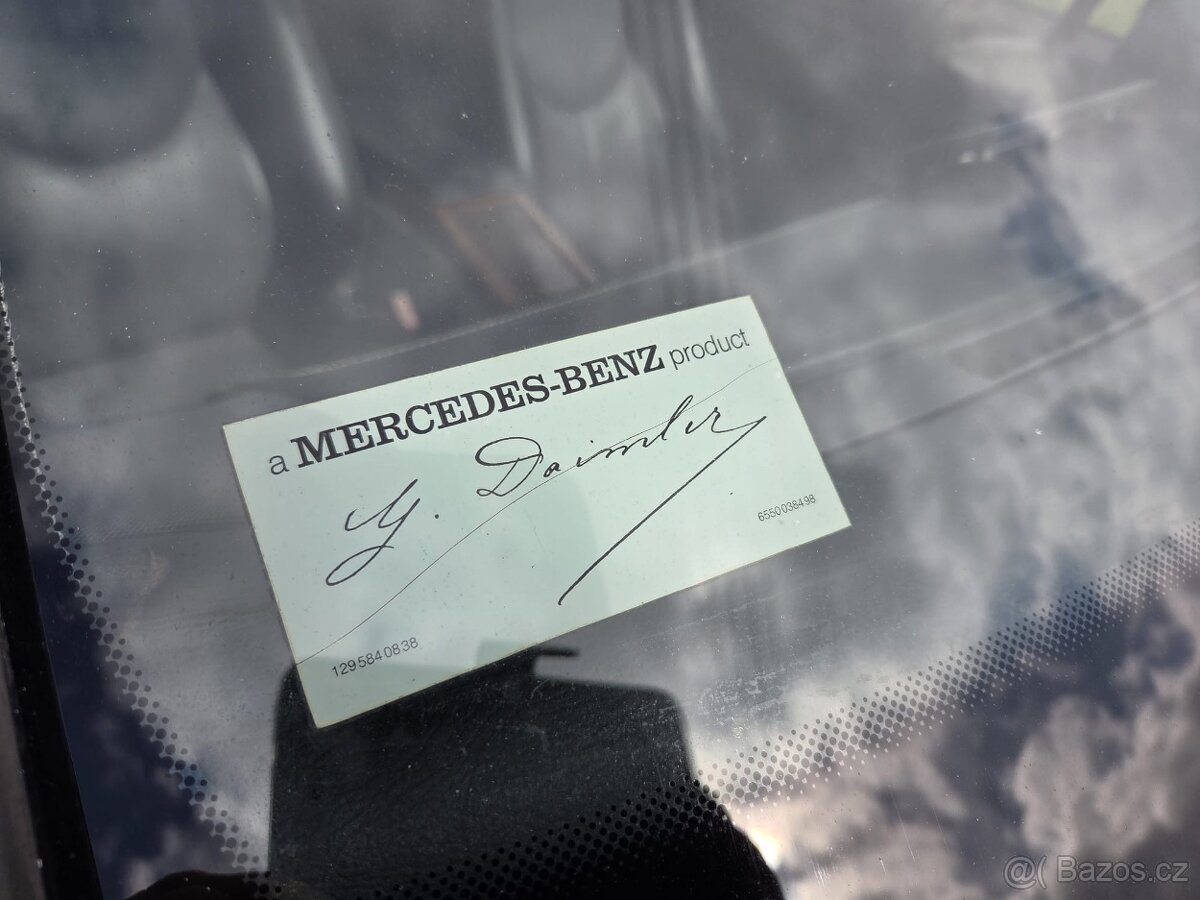 a MERCEDES-BENZ product
G. Daimler
6550038498
1295840838
@( Bazos.cz